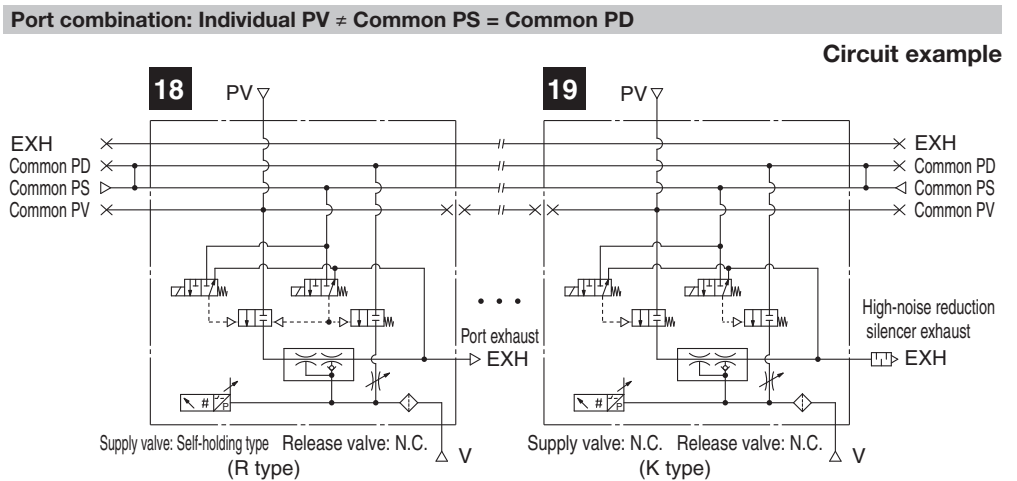 Port combination: Individual PV ≠ Common PS = Common PD
Circuit example
18
PV
19
PV
EXH
EXH
Common PD
Common PD
Common PS
Common PS
Common PV
Common PV
Port exhaust
EXH
High-noise reduction
silencer exhaust
EXH
#
P
#
P
Supply valve: Self-holding type
Release valve: N.C.
V
(R type)
Supply valve: N.C.
Release valve: N.C.
V
(K type)